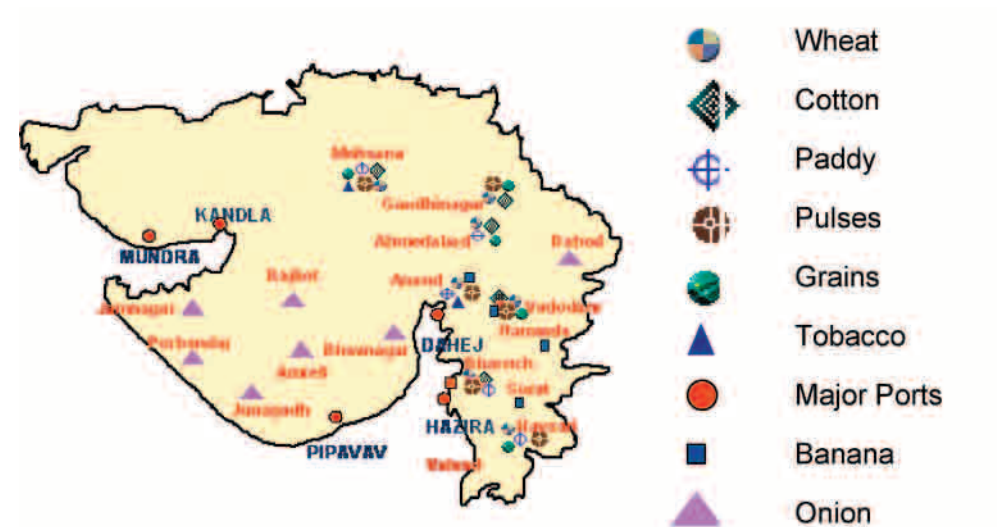 Wheat
Cotton
Paddy
Pulses
Grains
Tobacco
Major Ports
Banana
Onion
Mehsana
Gandhinagar
KANDLA
Ahmedabad
Dahod
MUNDRA
Rajkot
Anand
Jamnagar
Vadodara
Narmada
Porbandar
Bhavnagar
DAHEJ
Amreli
Bharuch
Surat
Junagadh
HAZIRA
Navsari
PIPAVAV
Valsad